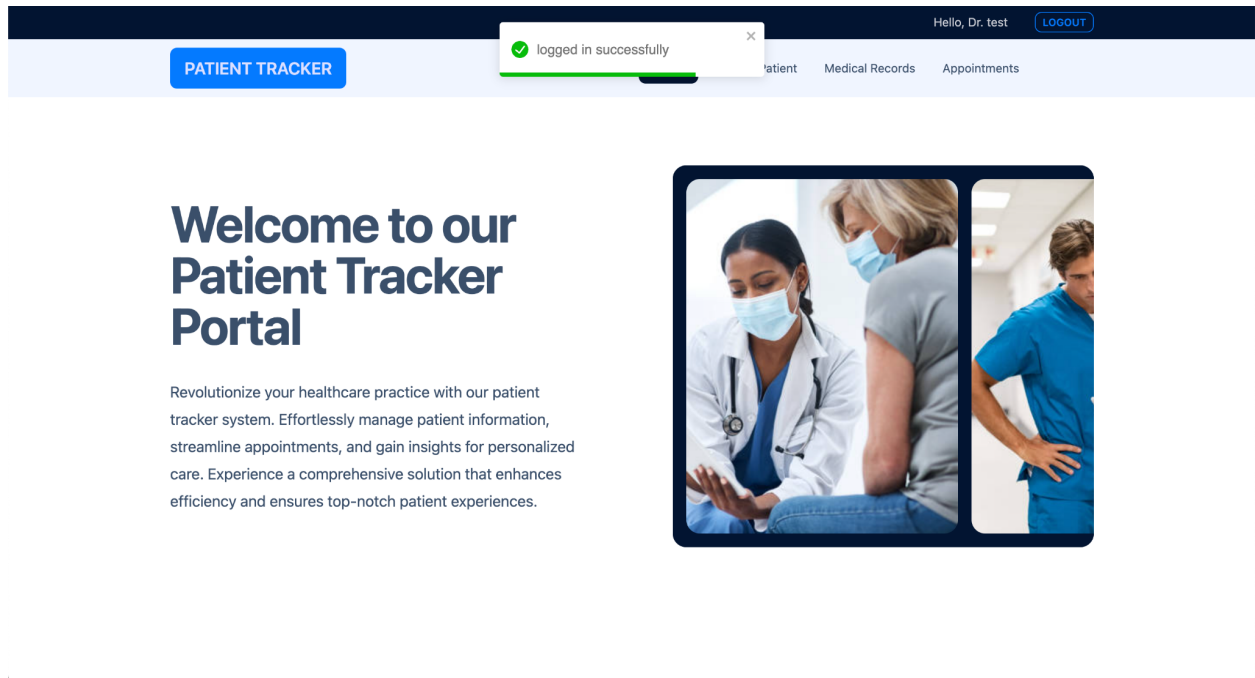 Hello, Dr. test LOGOUT
logged in successfully
PATIENT TRACKER
Medical Records Appointments
Welcome to our
Patient Tracker
Portal
Revolutionize your healthcare practice with our patient
tracker system. Effortlessly manage patient information,
streamline appointments, and gain insights for personalized
care. Experience a comprehensive solution that enhances
efficiency and ensures top-notch patient experiences.